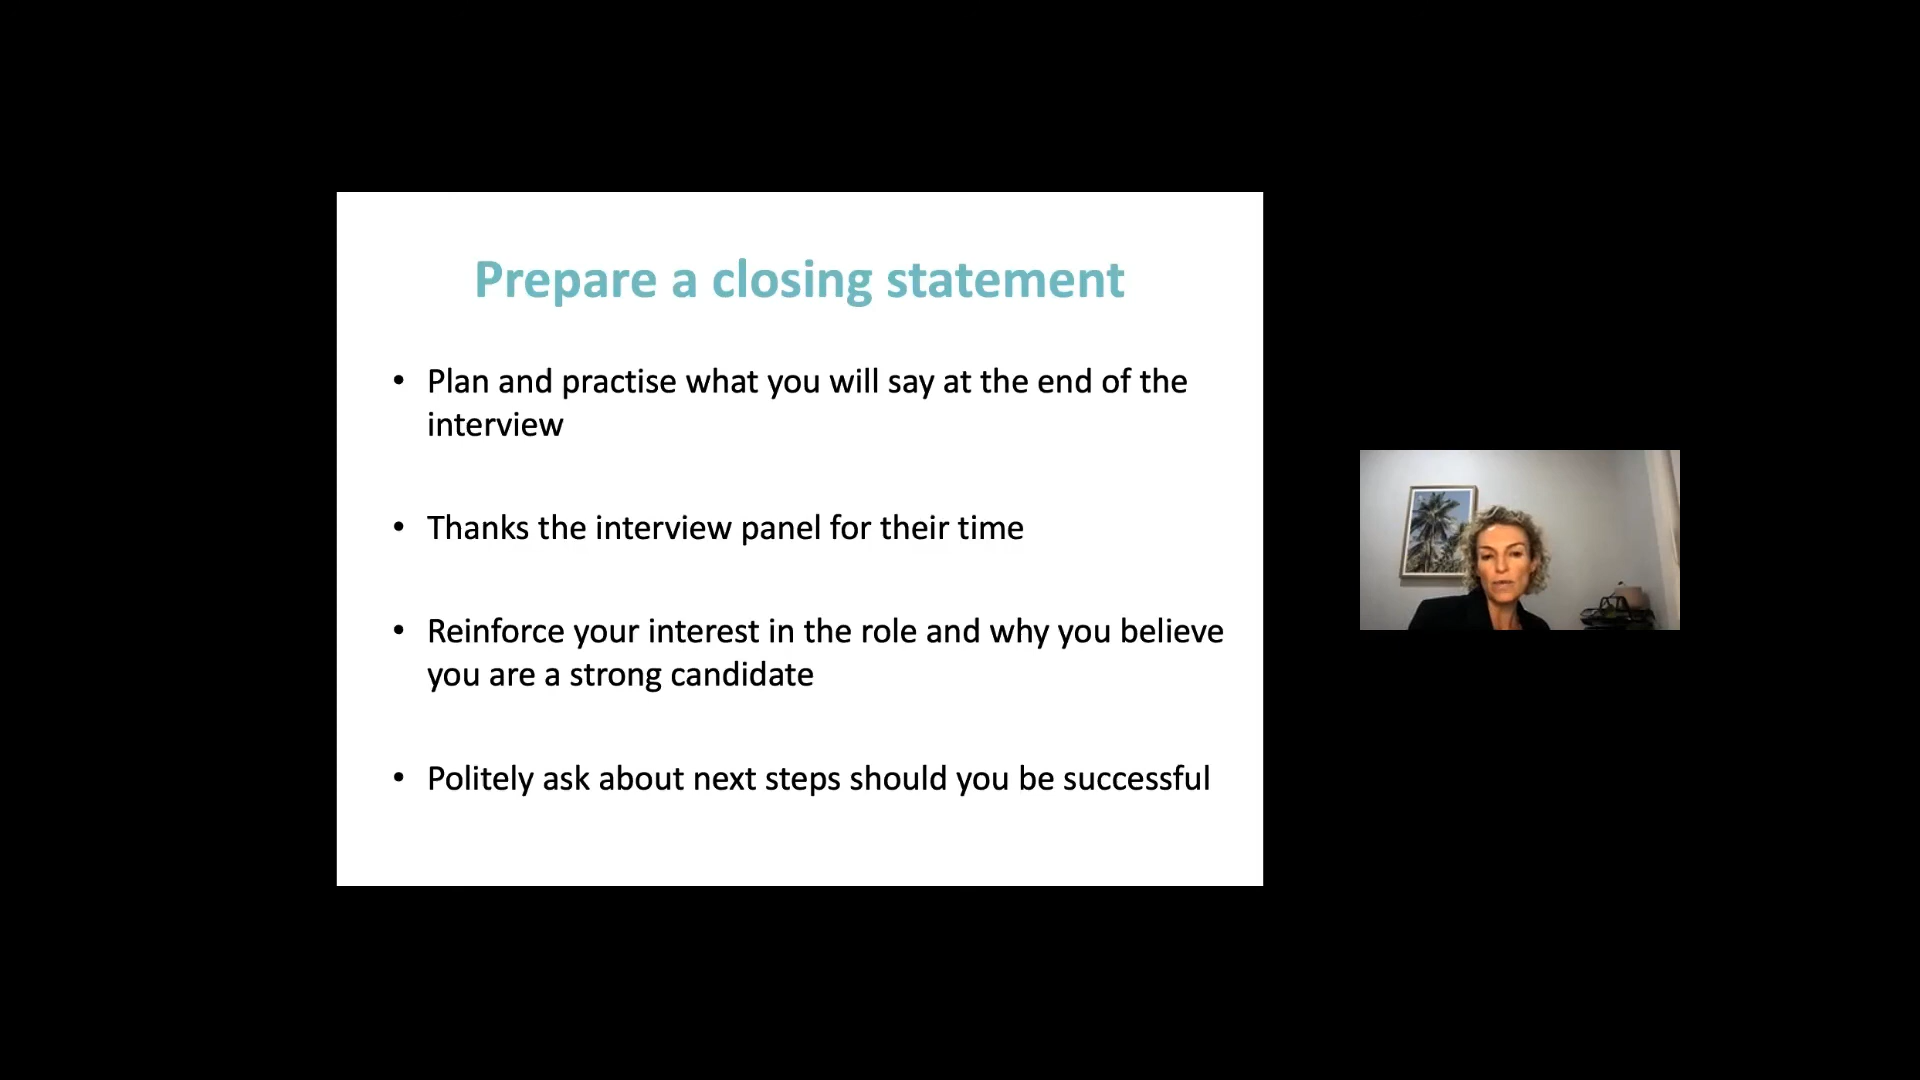 Prepare a closing statement
• Plan and practise what you will say at the end of the
interview
• Thanks the interview panel for their time
• Reinforce your interest in the role and why you believe
you are a strong candidate
• Politely ask about next steps should you be successful